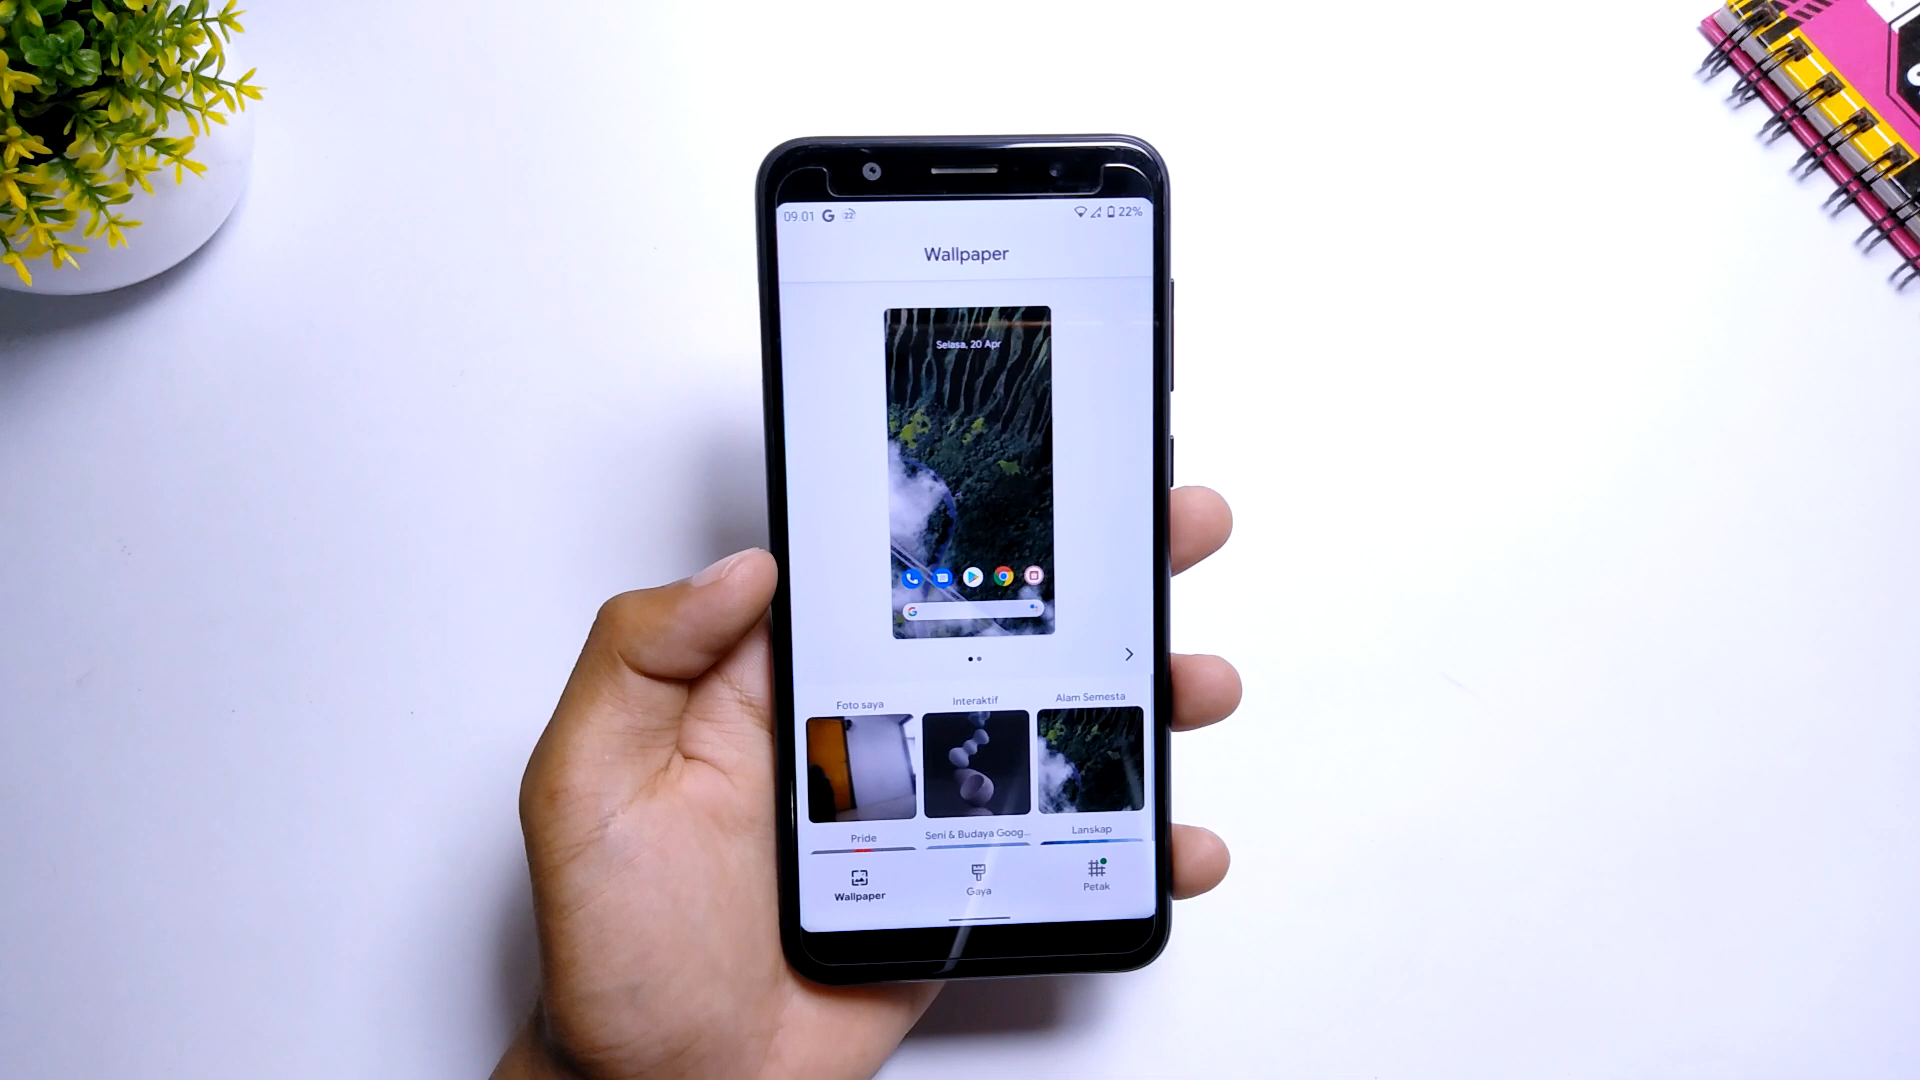 09.01 G 22
22%
Wallpaper
Selasa, 20 Apr
G
Foto saya
Interaktif
Alam Semesta
Pride
Seni & Budaya Goog...
Lanskap
Wallpaper
Gaya
Petak